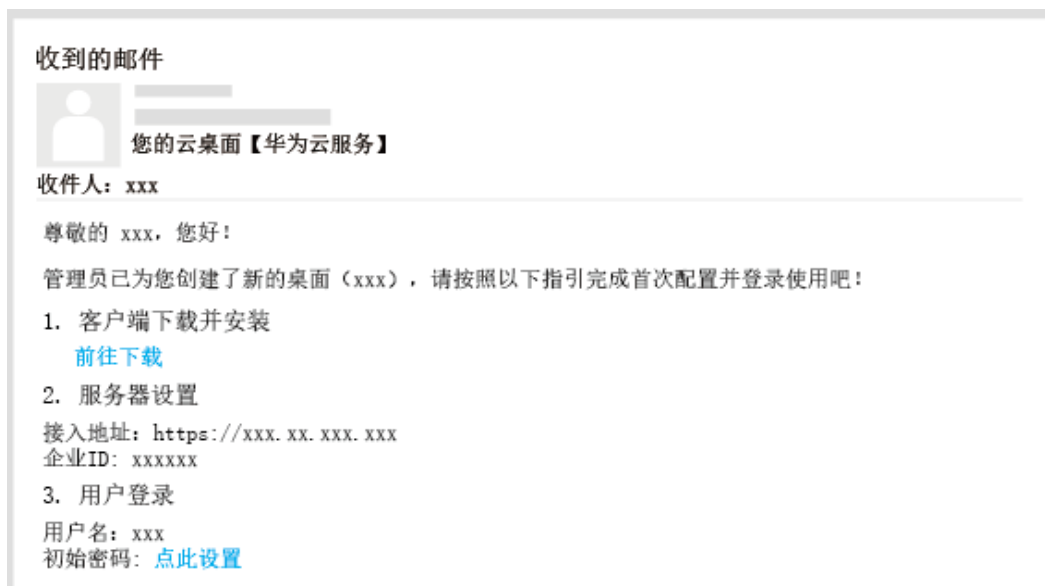 收到的邮件
您的云桌面【华为云服务】
收件人：xxx
尊敬的 xxx，您好！
管理员已为您创建了新的桌面（xxx），请按照以下指引完成首次配置并登录使用吧！
1. 客户端下载并安装
前往下载
2. 服务器设置
接入地址：https://xxx.xx.xxx.xxx
企业ID: xxxxxx
3. 用户登录
用户名：xxx
初始密码: 点此设置